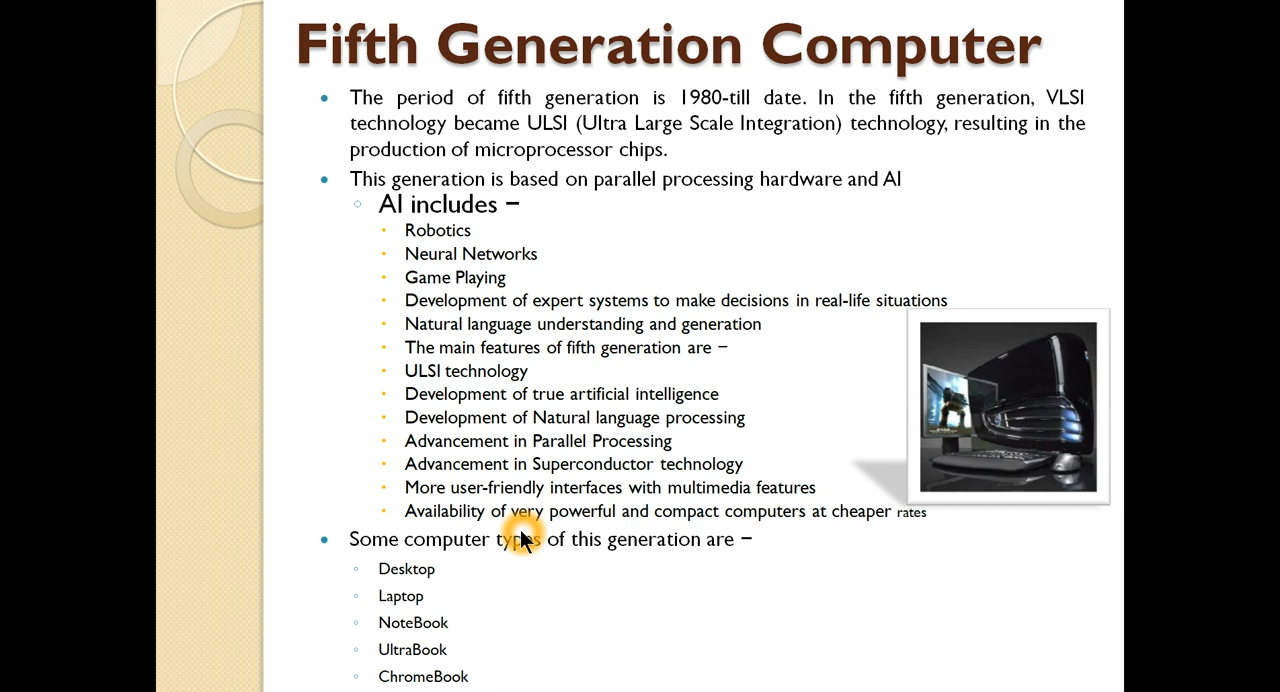 Fifth Generation Computer
• The period of fifth generation is 1980-till date. In the fifth generation, VLSI
technology became ULSI (Ultra Large Scale Integration) technology, resulting in the
production of microprocessor chips.
• This generation is based on parallel processing hardware and AI
◦ AI includes −
• Robotics
• Neural Networks
• Game Playing
• Development of expert systems to make decisions in real-life situations
• Natural language understanding and generation
• The main features of fifth generation are −
• ULSI technology
• Development of true artificial intelligence
• Development of Natural language processing
• Advancement in Parallel Processing
• Advancement in Superconductor technology
• More user-friendly interfaces with multimedia features
• Availability of very powerful and compact computers at cheaper rates
• Some computer types of this generation are −
◦ Desktop
◦ Laptop
◦ NoteBook
◦ UltraBook
◦ ChromeBook